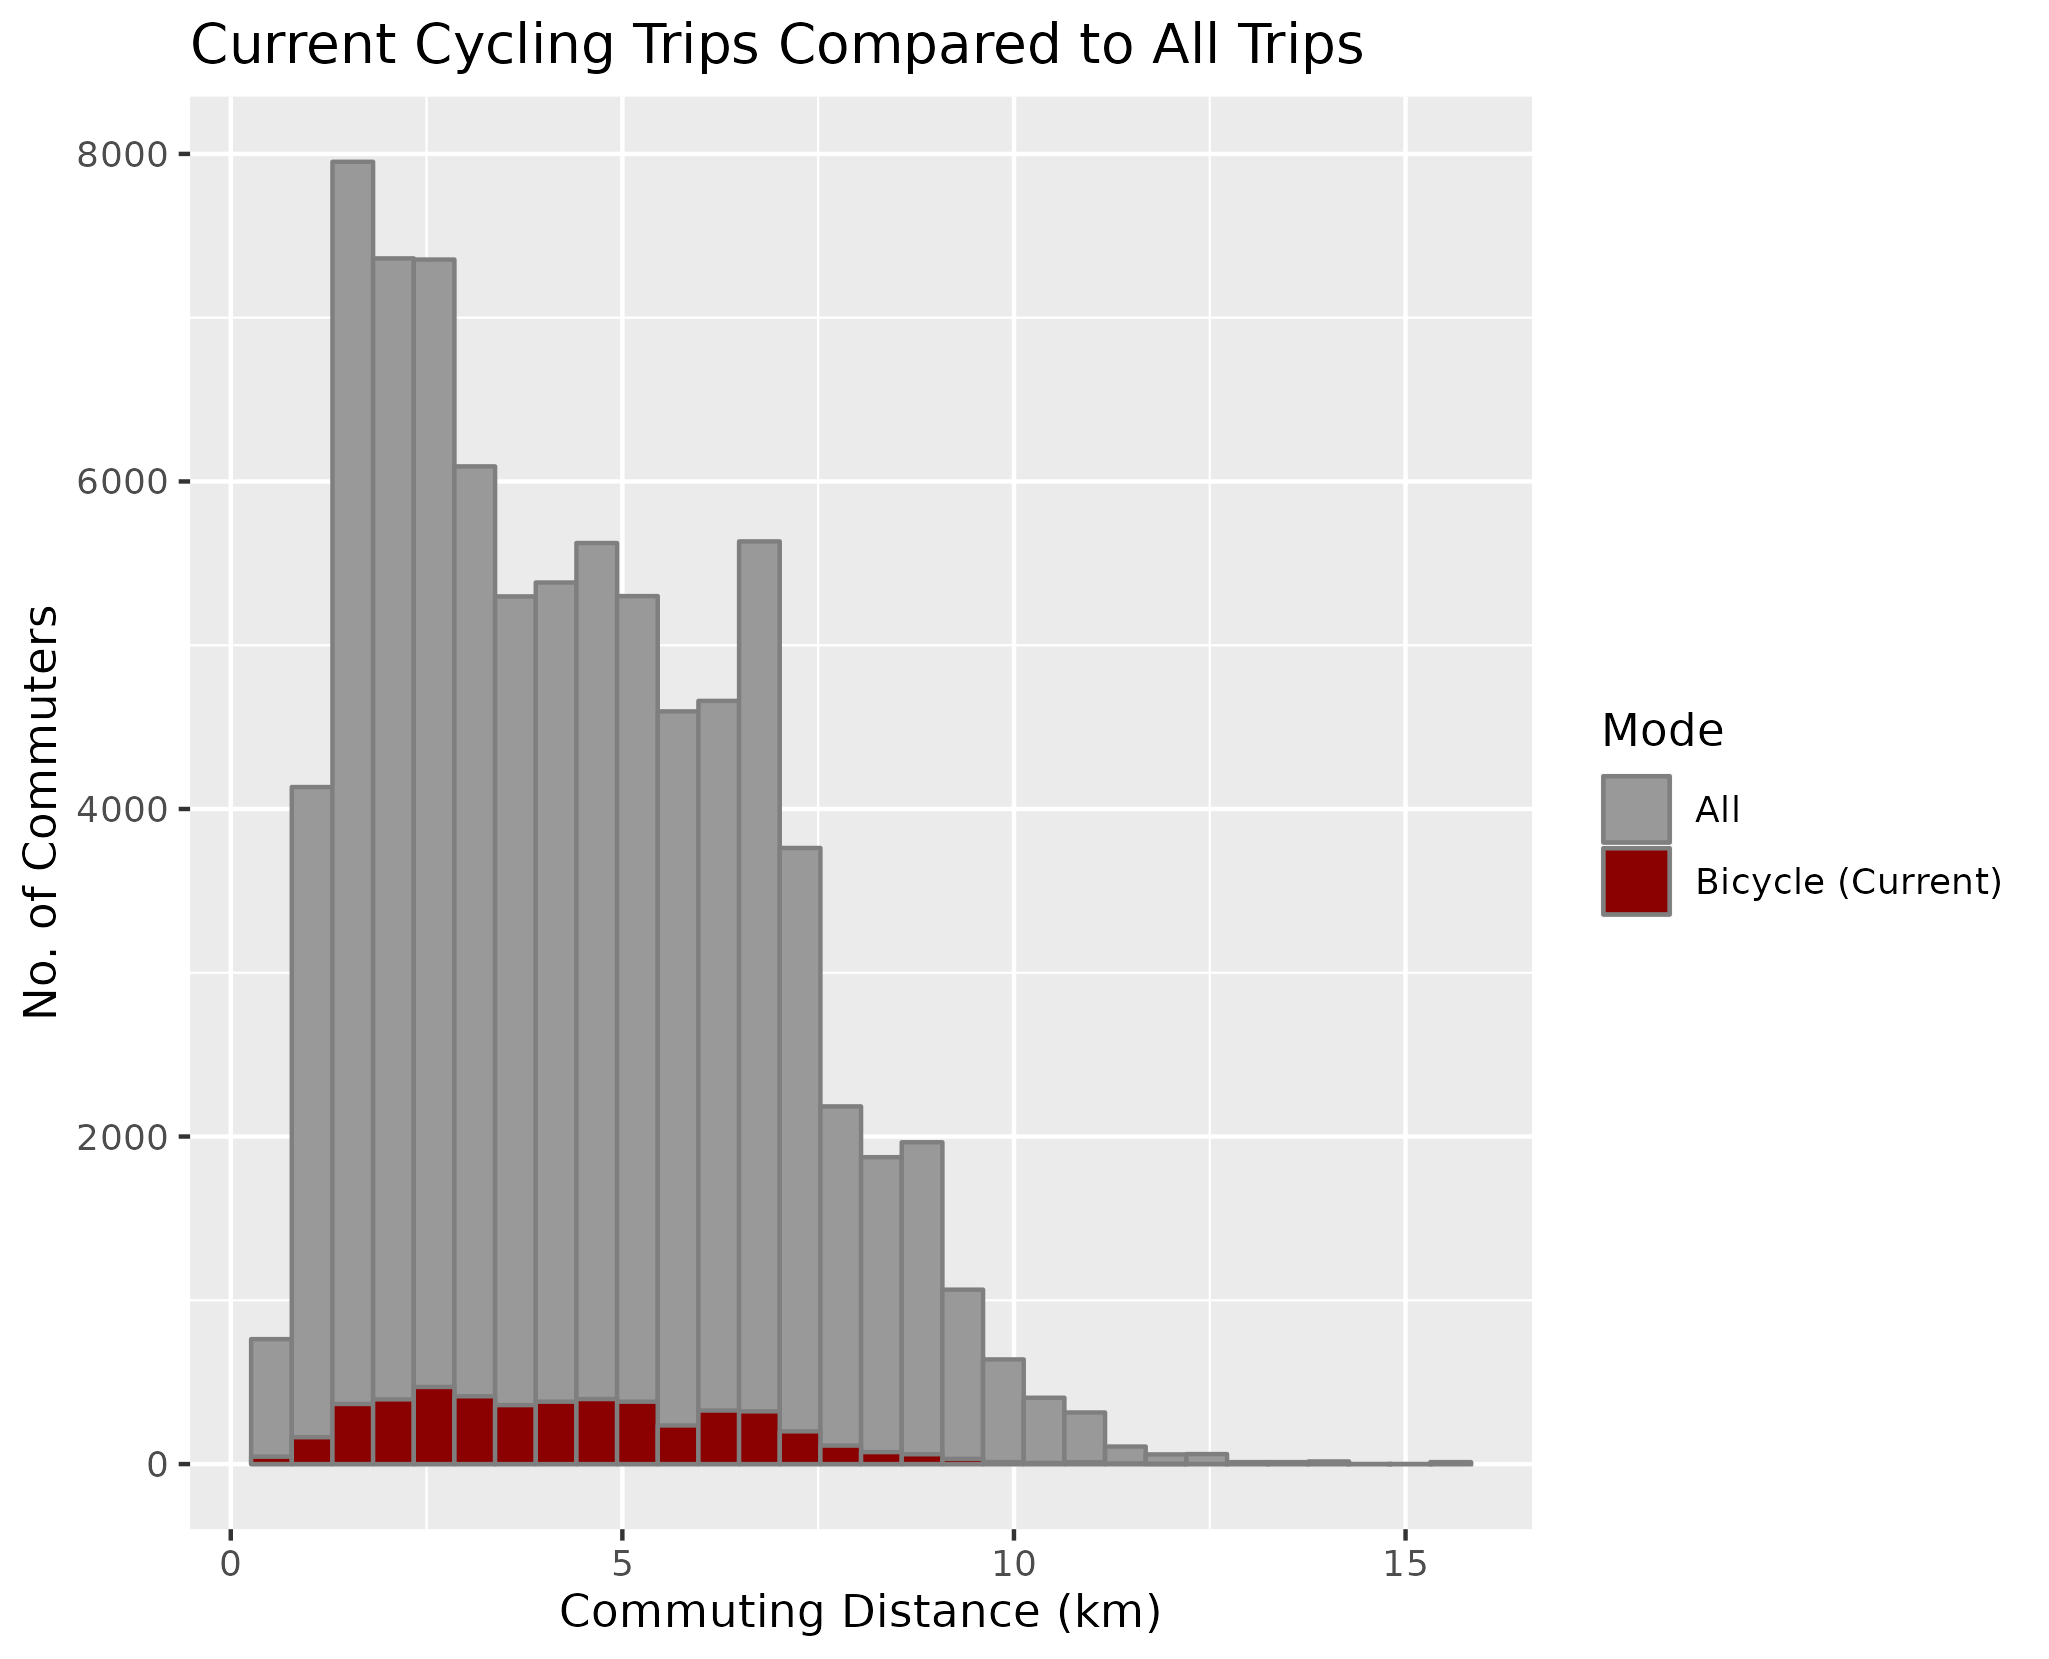 Current Cycling Trips Compared to All Trips
No. of Commuters
8000
6000
4000
2000
0
0 5 10 15
Commuting Distance (km)
Mode
All
Bicycle (Current)